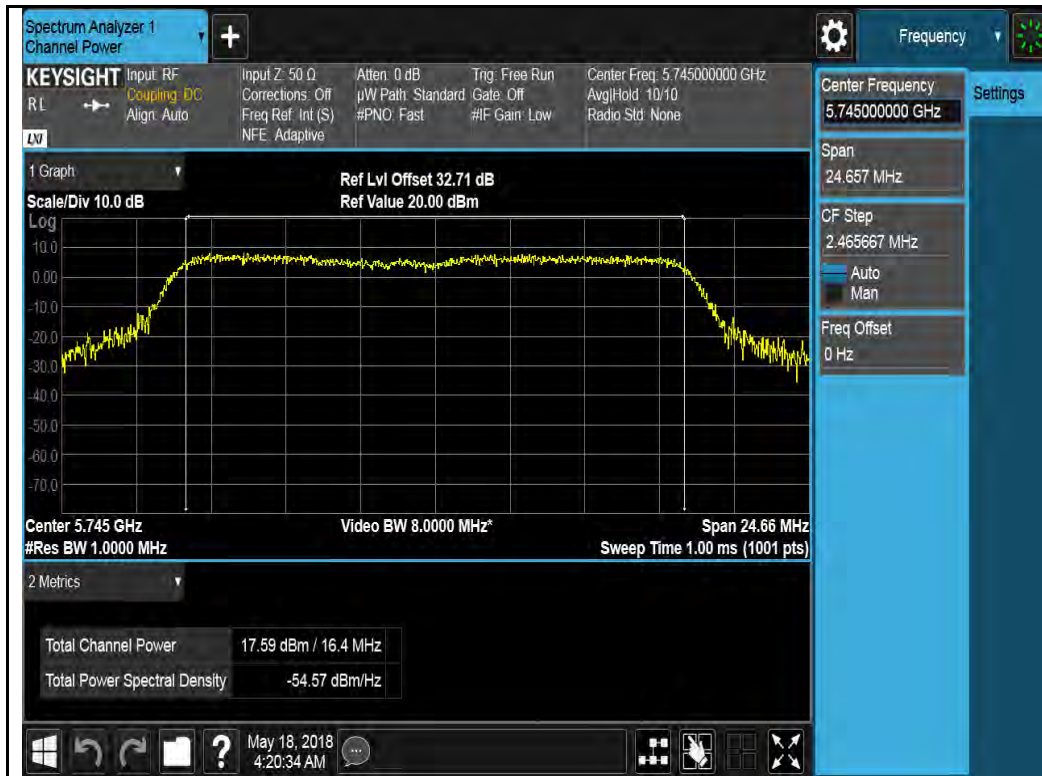 Spectrum Analyzer 1
Channel Power
+
Frequency
KEYSIGHT
RL
LXI
Input: RF
Coupling: DC
Align: Auto
Input Z: 50 Ω
Corrections: Off
Freq Ref: Int (S)
NFE: Adaptive
Atten: 0 dB
µW Path: Standard
#PNO: Fast
Trig: Free Run
Gate: Off
#IF Gain: Low
Center Freq: 5.745000000 GHz
Avg|Hold: 10/10
Radio Std: None
Center Frequency
5.745000000 GHz
Settings
Span
24.657 MHz
CF Step
2.465667 MHz
Auto
Man
Freq Offset
0 Hz
1 Graph
Ref Lvl Offset 32.71 dB
Scale/Div 10.0 dB
Ref Value 20.00 dBm
Log
10.0
0.00
-10.0
-20.0
-30.0
-40.0
-50.0
-60.0
-70.0
Center 5.745 GHz
Video BW 8.0000 MHz*
Span 24.66 MHz
#Res BW 1.0000 MHz
Sweep Time 1.00 ms (1001 pts)
2 Metrics
Total Channel Power 17.59 dBm / 16.4 MHz
Total Power Spectral Density -54.57 dBm/Hz
?
May 18, 2018
4:20:34 AM